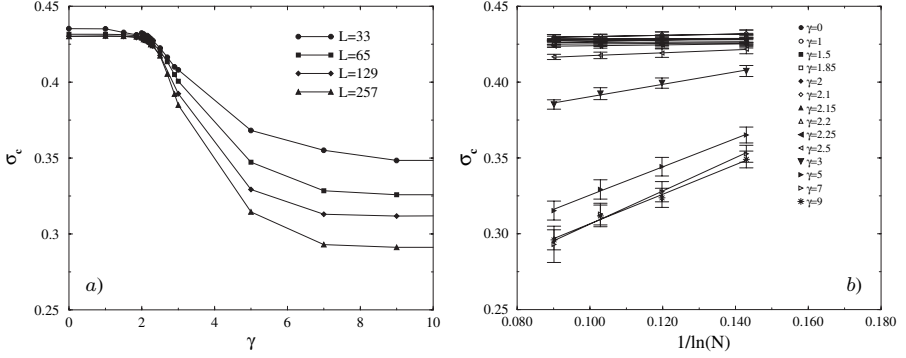 0.45
0.4
0.35
0.3
0.25
σc
L=33
L=65
L=129
L=257
a)
0 2 4 6 8 10
γ
0.45
0.40
0.35
0.30
0.25
σc
γ=0
γ=1
γ=1.5
γ=1.85
γ=2
γ=2.1
γ=2.15
γ=2.2
γ=2.25
γ=2.5
γ=3
γ=5
γ=7
γ=9
b)
0.080 0.100 0.120 0.140 0.160 0.180
1/ln(N)